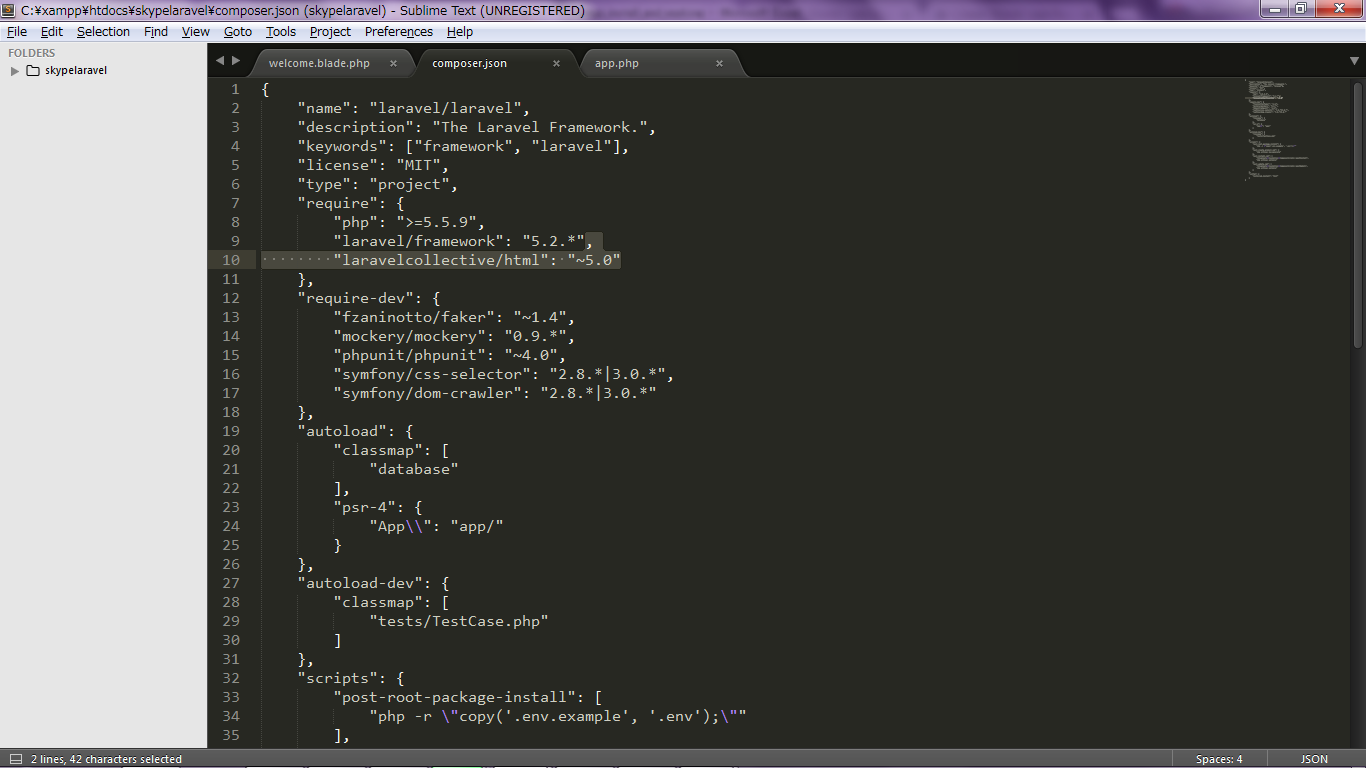 C:¥xampp¥htdocs¥skypelaravel¥composer.json (skypelaravel) - Sublime Text (UNREGISTERED)
File Edit Selection Find View Goto Tools Project Preferences Help
FOLDERS
skypelaravel
welcome.blade.php × composer.json × app.php ×
1 {
2 "name": "laravel/laravel",
3 "description": "The Laravel Framework.",
4 "keywords": ["framework", "laravel"],
5 "license": "MIT",
6 "type": "project",
7 "require": {
8 "php": ">=5.5.9",
9 "laravel/framework": "5.2.*",
10 "laravelcollective/html": "~5.0"
11 },
12 "require-dev": {
13 "fzaninotto/faker": "~1.4",
14 "mockery/mockery": "0.9.*",
15 "phpunit/phpunit": "~4.0",
16 "symfony/css-selector": "2.8.*|3.0.*",
17 "symfony/dom-crawler": "2.8.*|3.0.*"
18 },
19 "autoload": {
20 "classmap": [
21 "database"
22 ],
23 "psr-4": {
24 "App\\": "app/"
25 }
26 },
27 "autoload-dev": {
28 "classmap": [
29 "tests/TestCase.php"
30 ]
31 },
32 "scripts": {
33 "post-root-package-install": [
34 "php -r \"copy('.env.example', '.env');\""
35 ],
2 lines, 42 characters selected Spaces: 4 JSON